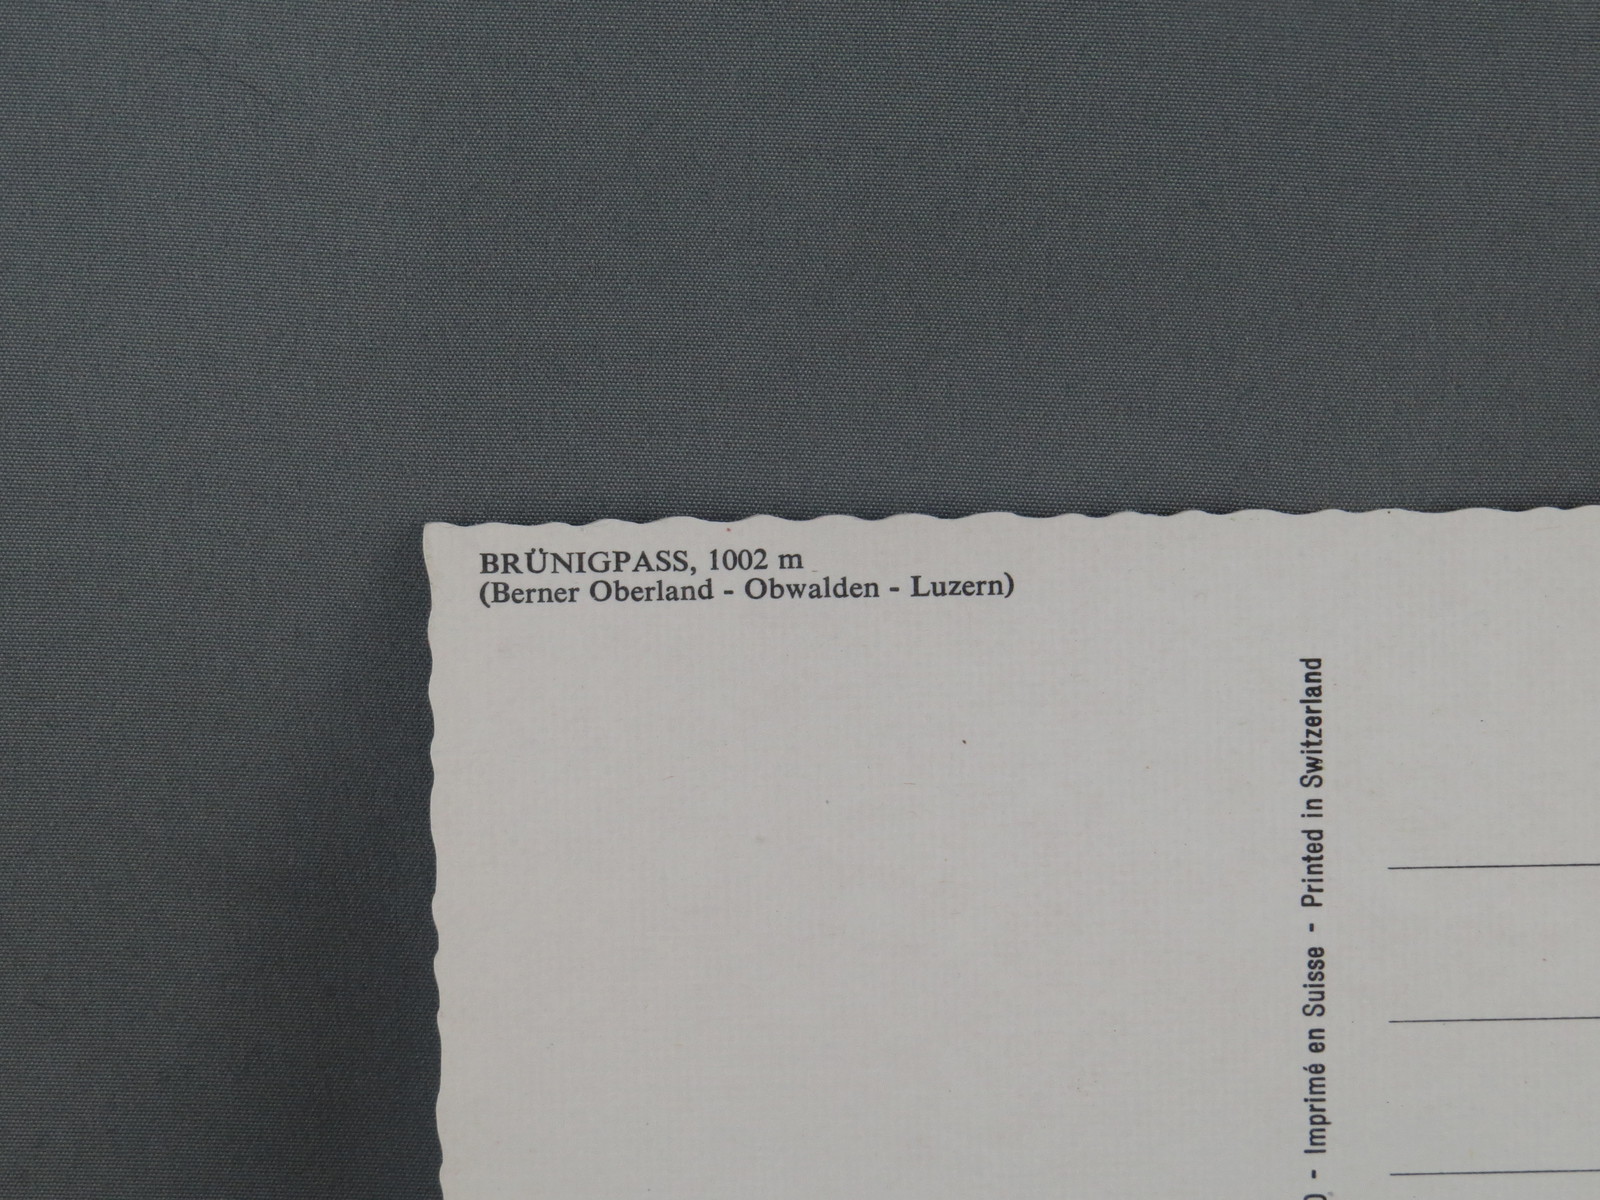 BRÜNIGPASS, 1002 m
(Berner Oberland - Obwalden - Luzern)
- Imprimé en Suisse - Printed in Switzerland